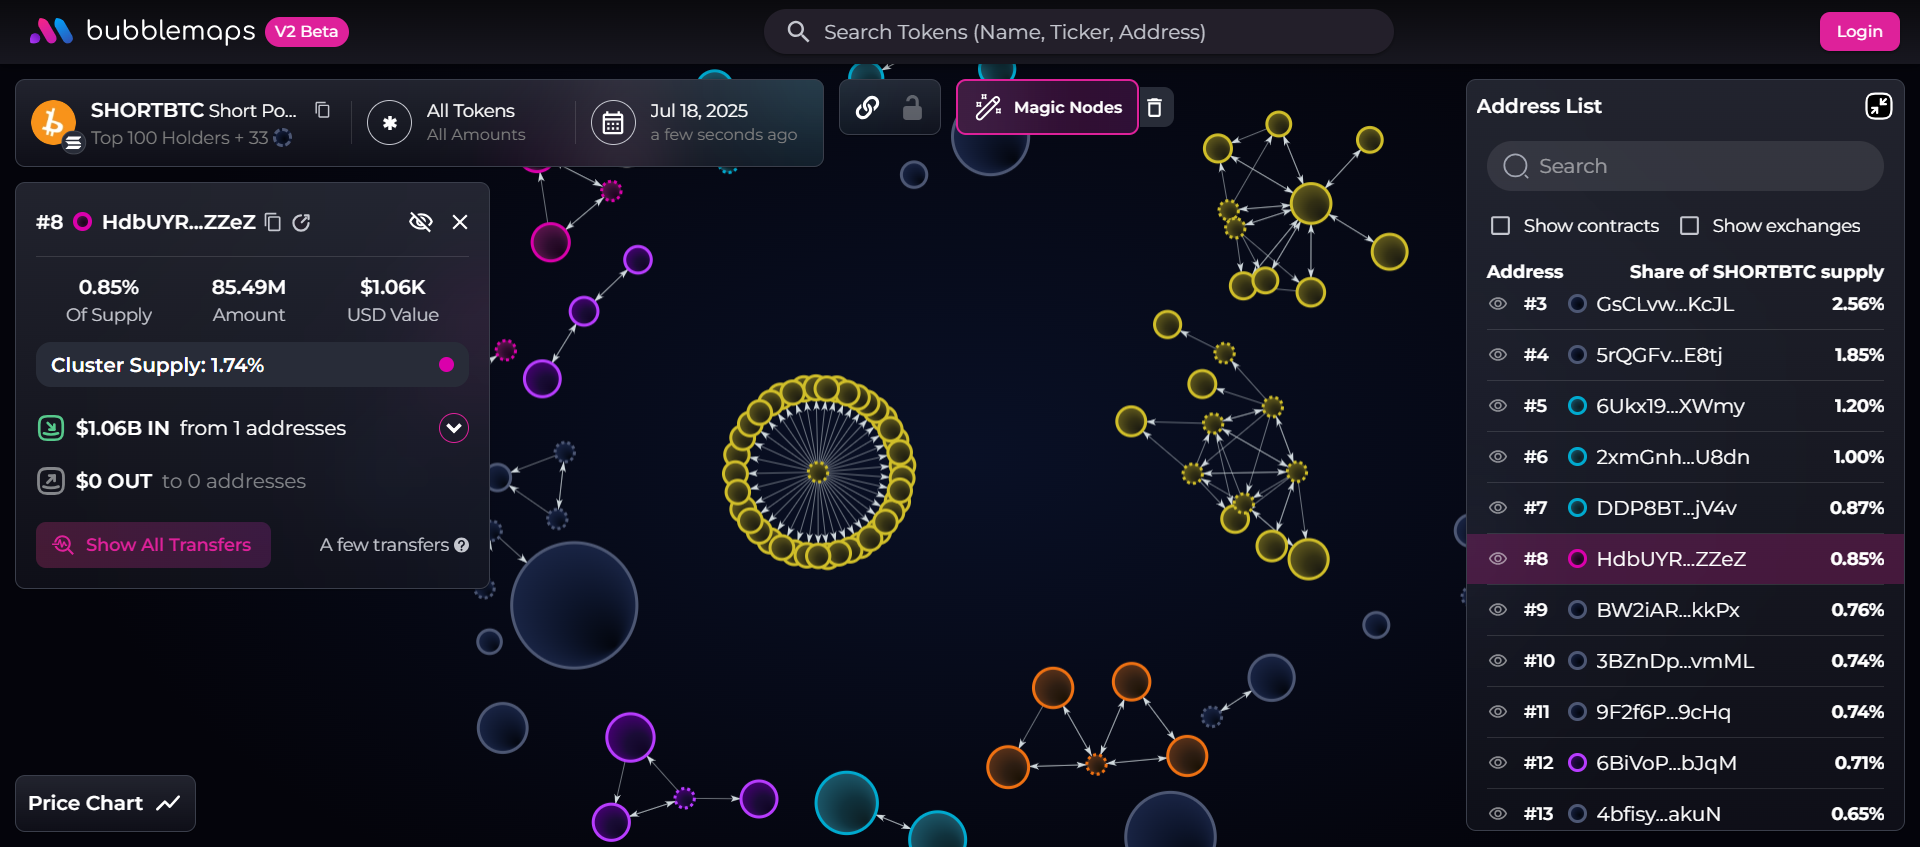 bubblemaps V2 Beta
Search Tokens (Name, Ticker, Address)
Login
SHORTBTC Short Po...
Top 100 Holders + 33
All Tokens
All Amounts
Jul 18, 2025
a few seconds ago
Magic Nodes
#8 HdbUYR...ZZeZ
0.85% 85.49M $1.06K
Of Supply Amount USD Value
Cluster Supply: 1.74%
$1.06B IN from 1 addresses
$0 OUT to 0 addresses
Show All Transfers A few transfers ?
Price Chart
Address List
Search
Show contracts Show exchanges
Address Share of SHORTBTC supply
#3 GsCLvw...KcJL 2.56%
#4 5rQGFv...E8tj 1.85%
#5 6Ukx19...XWmy 1.20%
#6 2xmGnh...U8dn 1.00%
#7 DDP8BT...jV4v 0.87%
#8 HdbUYR...ZZeZ 0.85%
#9 BW2iAR...kkPx 0.76%
#10 3BZnDp...vmML 0.74%
#11 9F2f6P...9cHq 0.74%
#12 6BiVoP...bJqM 0.71%
#13 4bfisy...akuN 0.65%